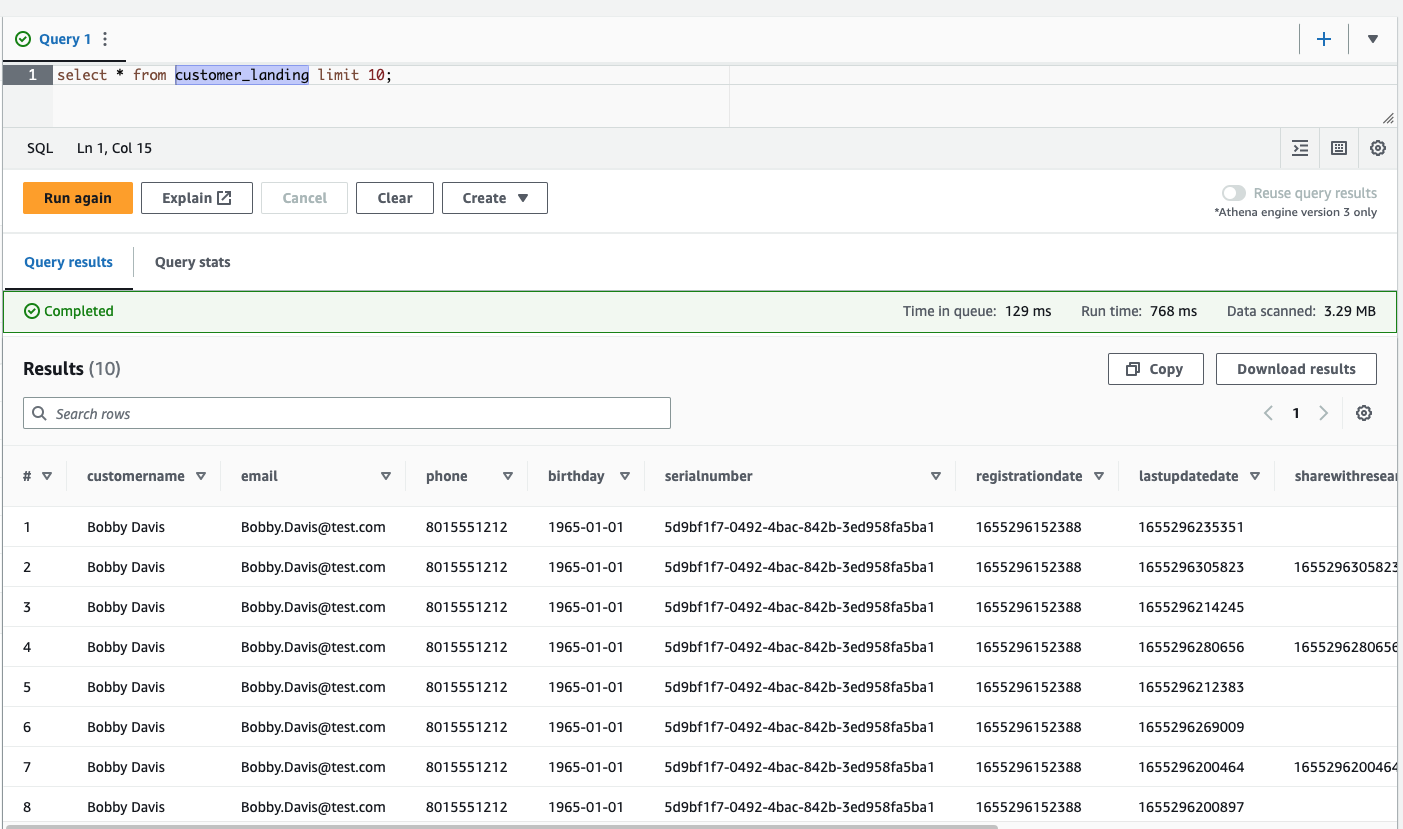 Query 1
1 select * from customer_landing limit 10;
SQL Ln 1, Col 15
Run again Explain Cancel Clear Create Reuse query results
*Athena engine version 3 only
Query results Query stats
Completed Time in queue: 129 ms Run time: 768 ms Data scanned: 3.29 MB
Results (10) Copy Download results
Search rows 1
# customername email phone birthday serialnumber registrationdate lastupdatedate sharewithresear
1 Bobby Davis Bobby.Davis@test.com 8015551212 1965-01-01 5d9bf1f7-0492-4bac-842b-3ed958fa5ba1 1655296152388 1655296235351
2 Bobby Davis Bobby.Davis@test.com 8015551212 1965-01-01 5d9bf1f7-0492-4bac-842b-3ed958fa5ba1 1655296152388 1655296305823 1655296305823
3 Bobby Davis Bobby.Davis@test.com 8015551212 1965-01-01 5d9bf1f7-0492-4bac-842b-3ed958fa5ba1 1655296152388 1655296214245
4 Bobby Davis Bobby.Davis@test.com 8015551212 1965-01-01 5d9bf1f7-0492-4bac-842b-3ed958fa5ba1 1655296152388 1655296280656 1655296280656
5 Bobby Davis Bobby.Davis@test.com 8015551212 1965-01-01 5d9bf1f7-0492-4bac-842b-3ed958fa5ba1 1655296152388 1655296212383
6 Bobby Davis Bobby.Davis@test.com 8015551212 1965-01-01 5d9bf1f7-0492-4bac-842b-3ed958fa5ba1 1655296152388 1655296269009
7 Bobby Davis Bobby.Davis@test.com 8015551212 1965-01-01 5d9bf1f7-0492-4bac-842b-3ed958fa5ba1 1655296152388 1655296200464 1655296200464
8 Bobby Davis Bobby.Davis@test.com 8015551212 1965-01-01 5d9bf1f7-0492-4bac-842b-3ed958fa5ba1 1655296152388 1655296200897